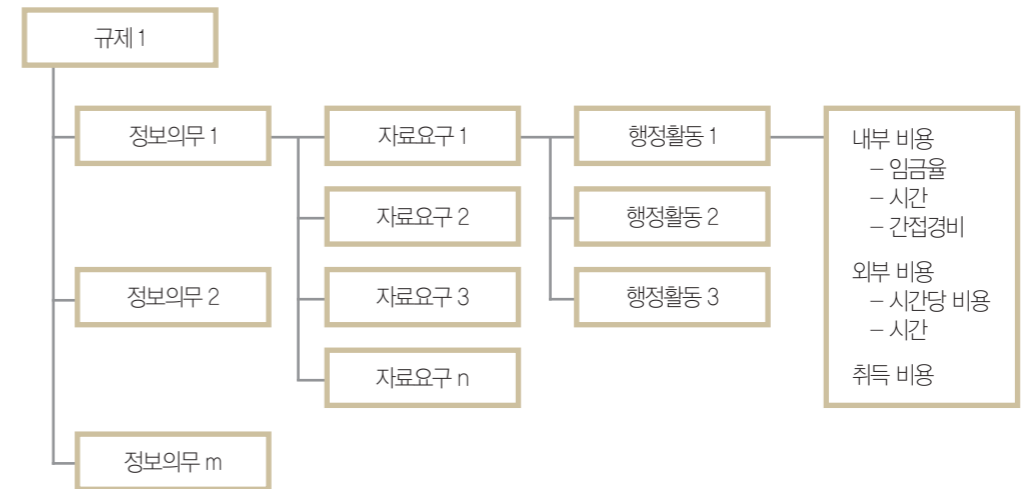 규제 1
정보의무 1
자료요구 1
행정활동 1
내부 비용
– 임금율
– 시간
– 간접경비
자료요구 2
행정활동 2
정보의무 2
자료요구 3
행정활동 3
외부 비용
– 시간당 비용
– 시간
자료요구 n
취득 비용
정보의무 m